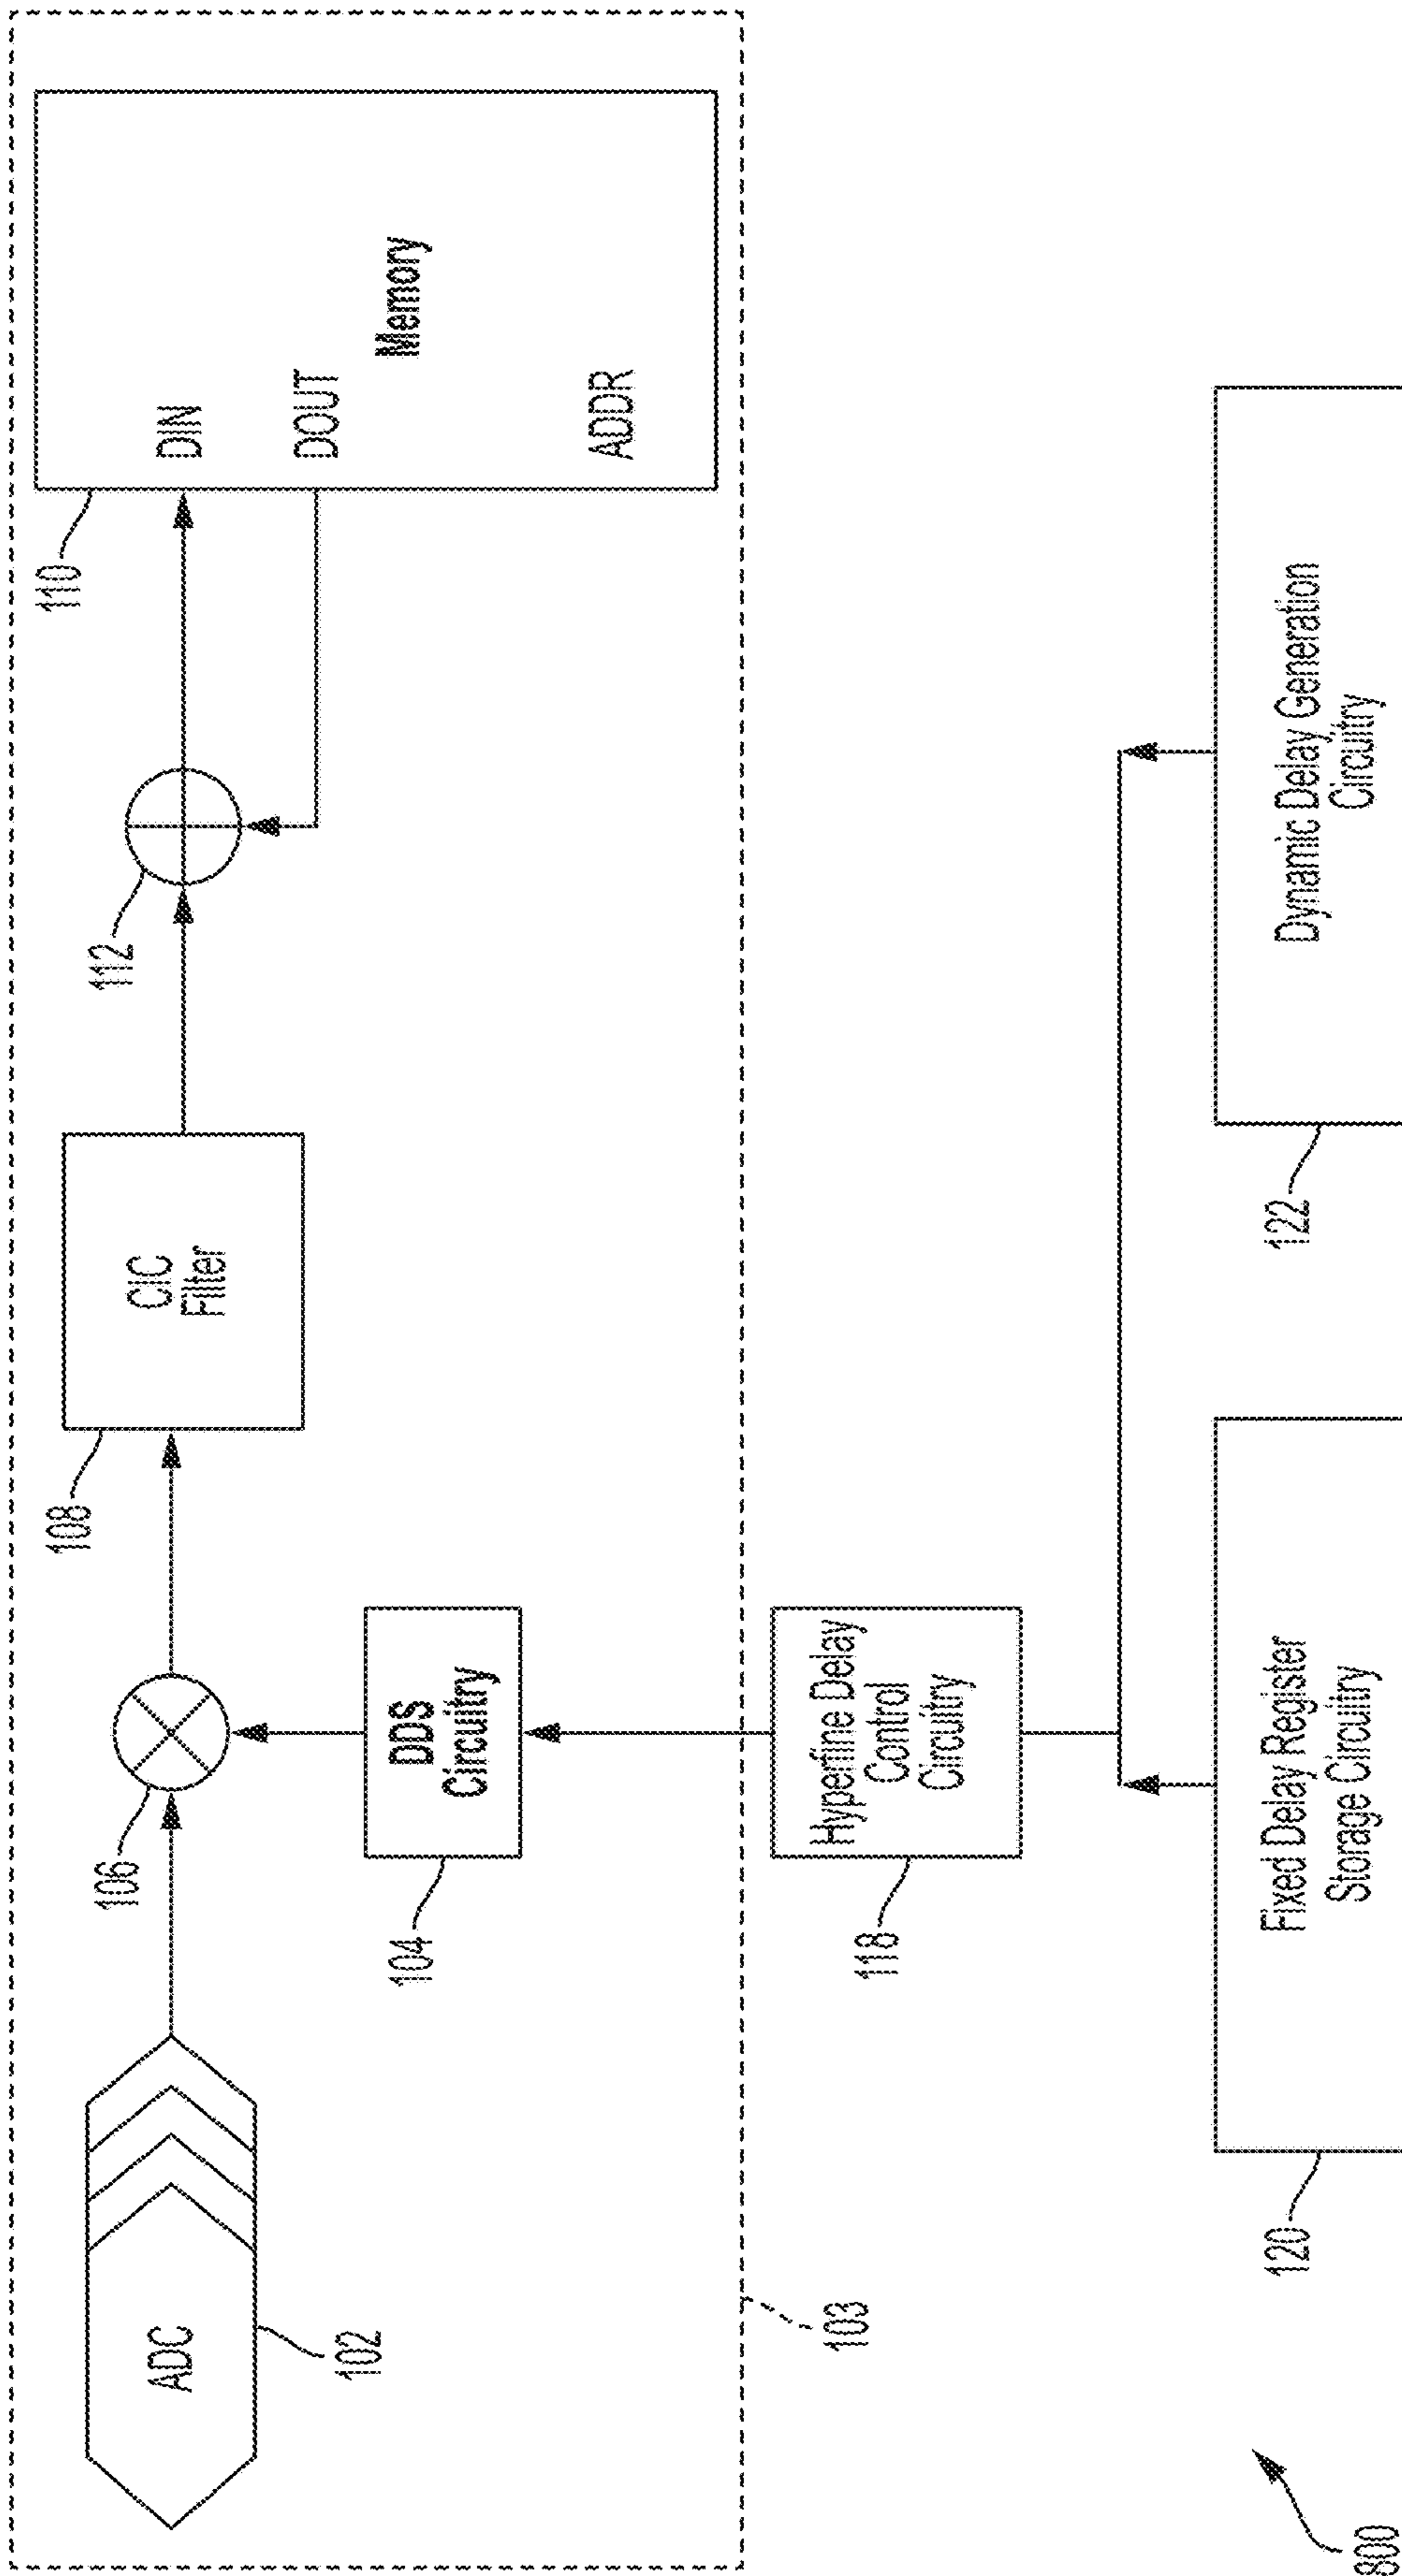 110
DIN
DOUT
Memory
ADDR
112
108
CIC
Filter
106
DDS
Circuitry
104
ADC
102
103
Hyperfine Delay
Control
Circuitry
118
Dynamic Delay Generation
Circuitry
122
Fixed Delay Register
Storage Circuitry
120
800